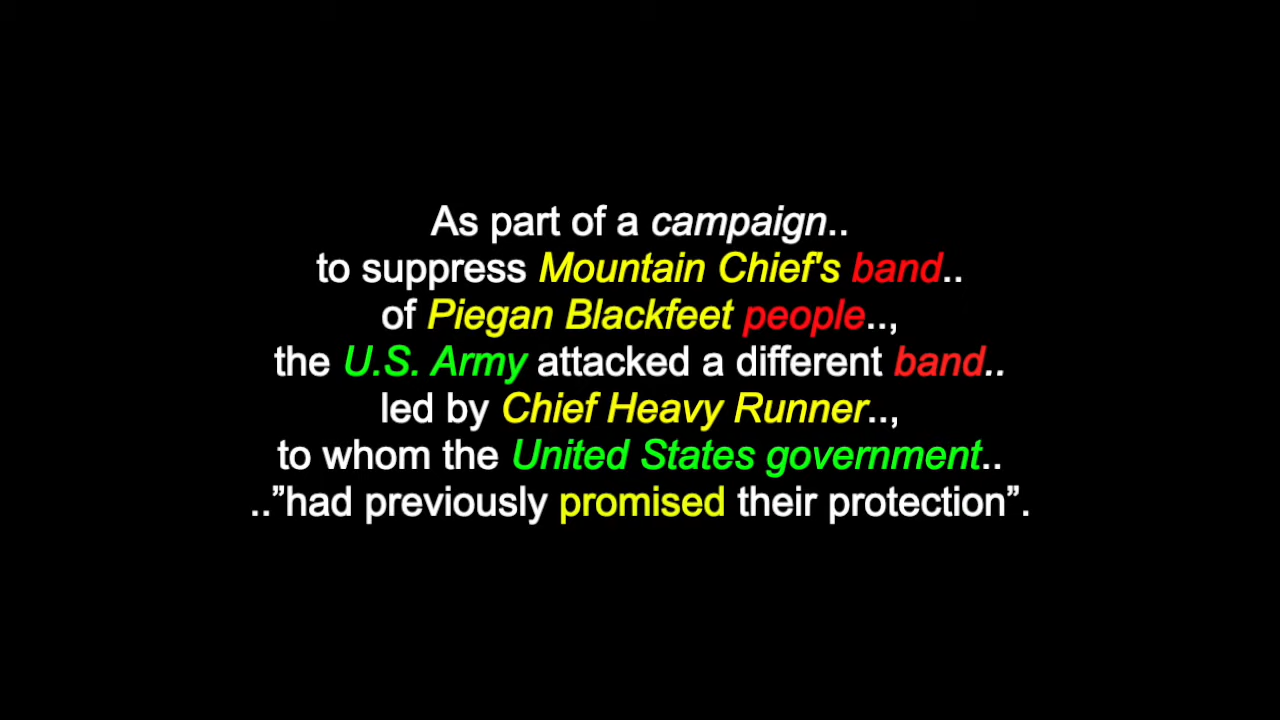 As part of a campaign..
to suppress Mountain Chief's band..
of Piegan Blackfeet people..,
the U.S. Army attacked a different band..
led by Chief Heavy Runner..,
to whom the United States government..
..”had previously promised their protection”.